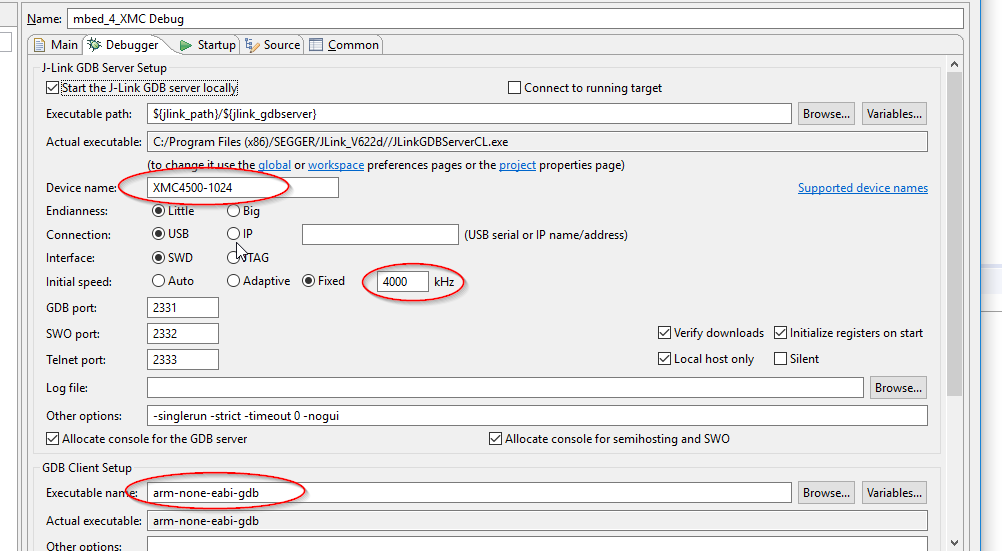 Name: mbed_4_XMC Debug
Main Debugger Startup Source Common
J-Link GDB Server Setup
Start the J-Link GDB server locally Connect to running target
Executable path: ${jlink_path}/${jlink_gdbserver} Browse... Variables...
Actual executable: C:/Program Files (x86)/SEGGER/JLink_V622d//JLinkGDBServerCL.exe
(to change it use the global or workspace preferences pages or the project properties page)
Device name: XMC4500-1024 Supported device names
Endianness: Little Big
Connection: USB IP (USB serial or IP name/address)
Interface: SWD JTAG
Initial speed: Auto Adaptive Fixed 4000 kHz
GDB port: 2331
SWO port: 2332 Verify downloads Initialize registers on start
Telnet port: 2333 Local host only Silent
Log file: Browse...
Other options: -singlerun -strict -timeout 0 -nogui
Allocate console for the GDB server Allocate console for semihosting and SWO
GDB Client Setup
Executable name: arm-none-eabi-gdb Browse... Variables...
Actual executable: arm-none-eabi-gdb
Other options: